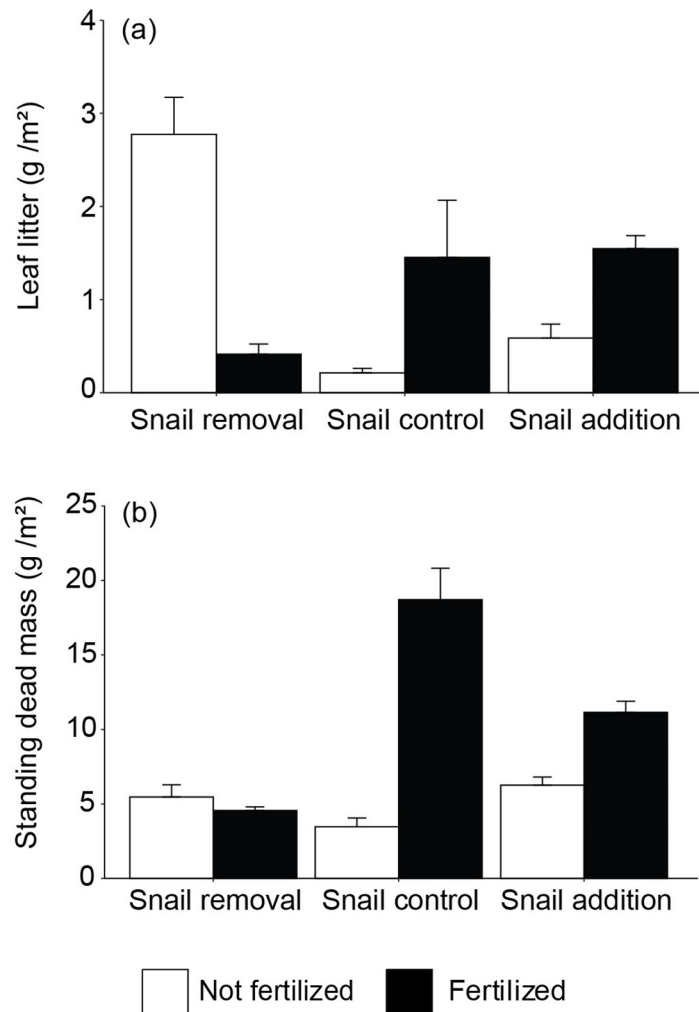 (a)
Leaf litter (g /m²)
4
3
2
1
0
Snail removal Snail control Snail addition
(b)
Standing dead mass (g /m²)
25
20
15
10
5
0
Snail removal Snail control Snail addition
Not fertilized Fertilized